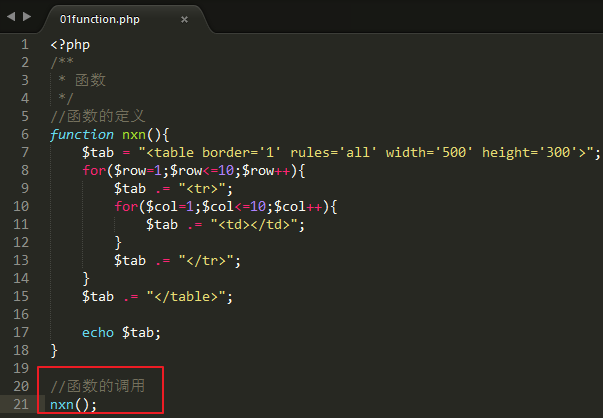 01function.php ×
1 <?php
2 /**
3  * 函数
4  */
5 //函数的定义
6 function nxn(){
7     $tab = "<table border='1' rules='all' width='500' height='300'>";
8     for($row=1;$row<=10;$row++){
9         $tab .= "<tr>";
10         for($col=1;$col<=10;$col++){
11             $tab .= "<td></td>";
12         }
13         $tab .= "</tr>";
14     }
15     $tab .= "</table>";
16
17     echo $tab;
18 }
19
20 //函数的调用
21 nxn();